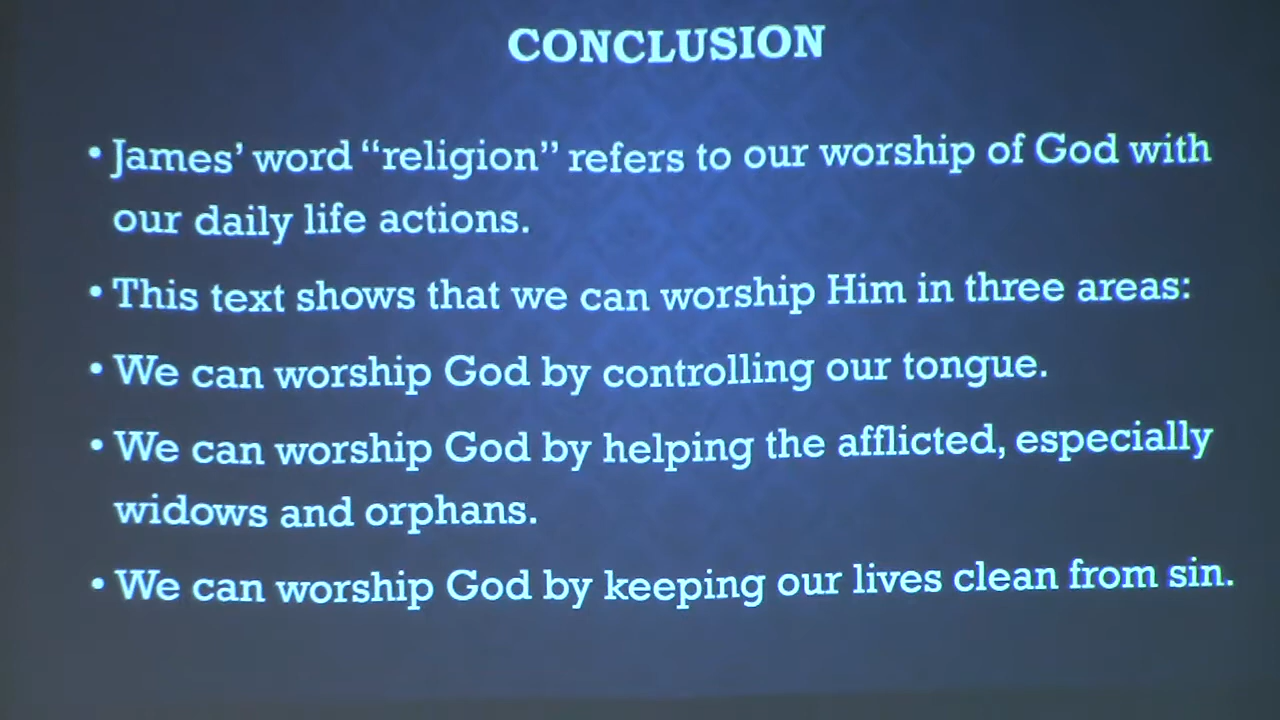 CONCLUSION
• James’ word “religion” refers to our worship of God with
our daily life actions.
• This text shows that we can worship Him in three areas:
• We can worship God by controlling our tongue.
• We can worship God by helping the afflicted, especially
widows and orphans.
• We can worship God by keeping our lives clean from sin.